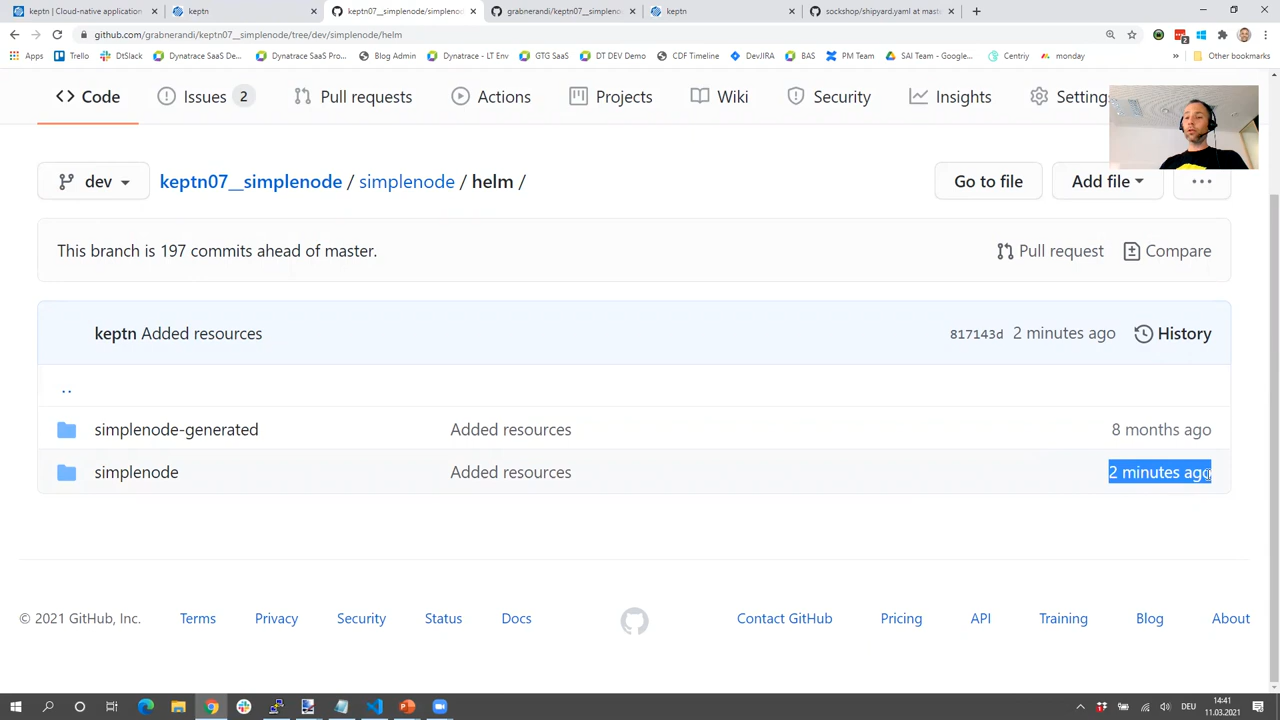 keptn | Cloud-native application
keptn
keptn07__simplenode/simplenod
grabnerandi/keptn07__simplenod
keptn
sockshop/shipyard.yaml at maste
github.com/grabnerandi/keptn07__simplenode/tree/dev/simplenode/helm
2
Apps
Trello
DtSlack
Dynatrace SaaS De...
Dynatrace SaaS Pro...
Blog Admin
Dynatrace - LT Env
GTG SaaS
DT DEV Demo
CDF Timeline
DevJIRA
BAS
PM Team
SAI Team - Google...
Centriy
monday
»
Other bookmarks
Code
Issues 2
Pull requests
Actions
Projects
Wiki
Security
Insights
Settings
dev
keptn07__simplenode / simplenode / helm /
Go to file
Add file
This branch is 197 commits ahead of master.
Pull request
Compare
keptn Added resources
817143d 2 minutes ago
History
..
simplenode-generated Added resources 8 months ago
simplenode Added resources 2 minutes ago
© 2021 GitHub, Inc.
Terms
Privacy
Security
Status
Docs
Contact GitHub
Pricing
API
Training
Blog
About
DEU
14:41
11.03.2021